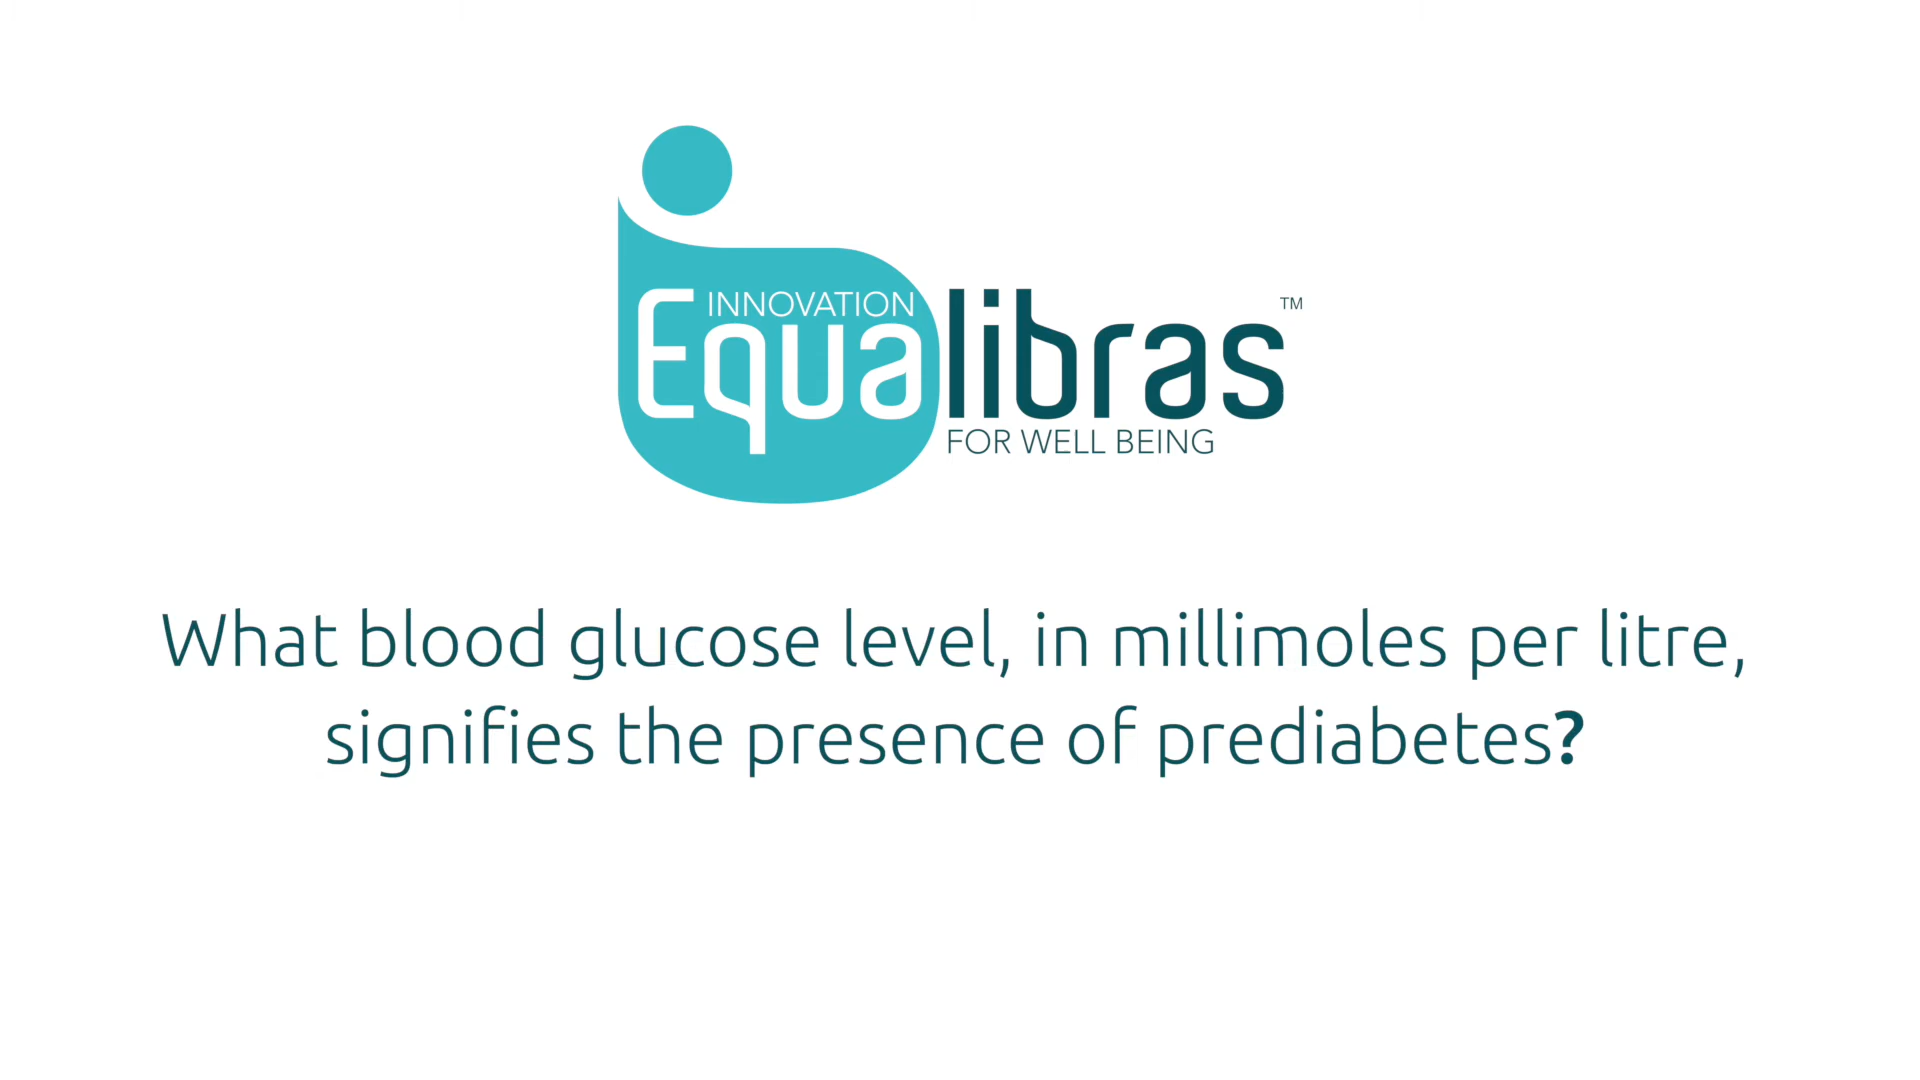 INNOVATION
Equalibras™
FOR WELL BEING
What blood glucose level, in millimoles per litre,
signifies the presence of prediabetes?